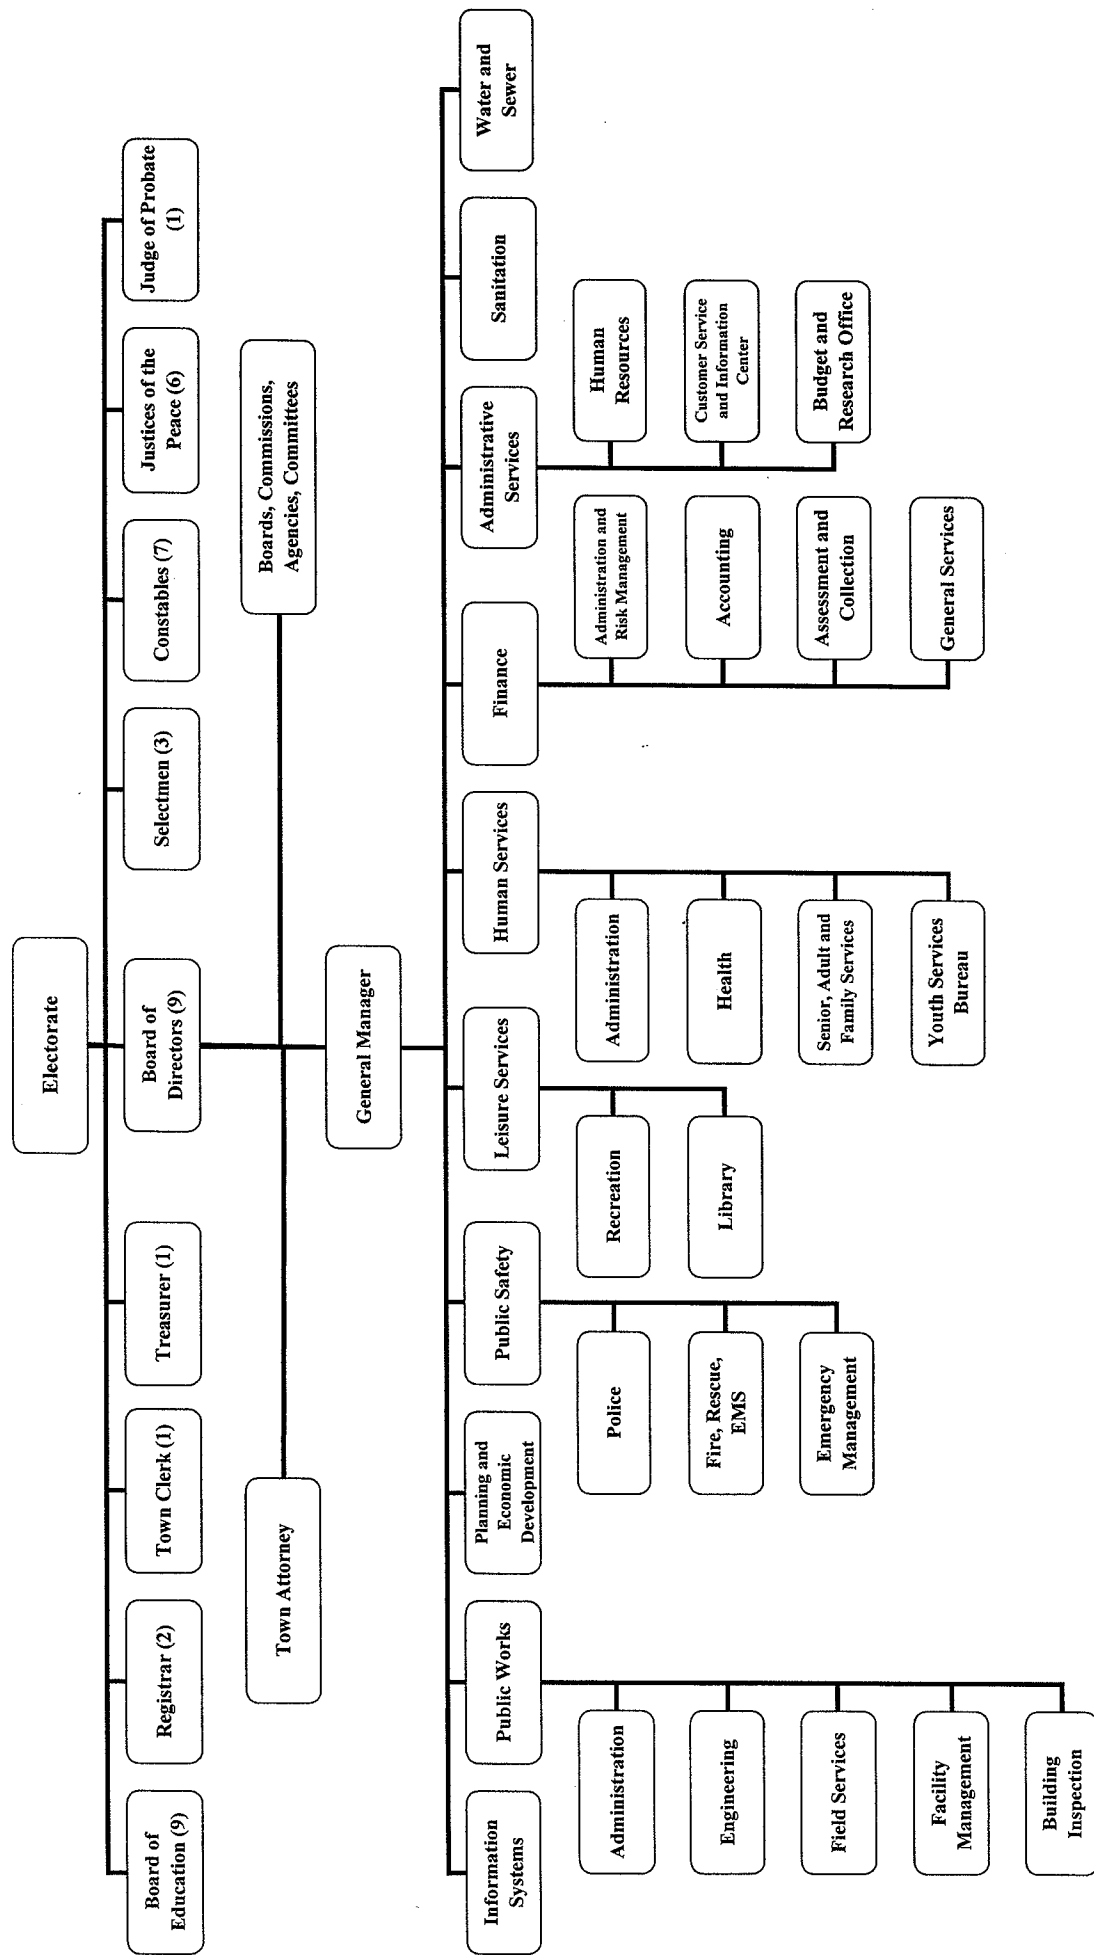 Electorate
Board of
Education (9)
Registrar (2)
Town Clerk (1)
Treasurer (1)
Board of
Directors (9)
Selectmen (3)
Constables (7)
Justices of the
Peace (6)
Judge of Probate
(1)
Town Attorney
Boards, Commissions,
Agencies, Committees
General Manager
Information
Systems
Public Works
Planning and
Economic
Development
Public Safety
Leisure Services
Human Services
Finance
Administrative
Services
Sanitation
Water and
Sewer
Administration
Engineering
Field Services
Facility
Management
Building
Inspection
Police
Fire, Rescue,
EMS
Emergency
Management
Recreation
Library
Administration
Health
Senior, Adult and
Family Services
Youth Services
Bureau
Administration and
Risk Management
Accounting
Assessment and
Collection
General Services
Human
Resources
Customer Service
and Information
Center
Budget and
Research Office